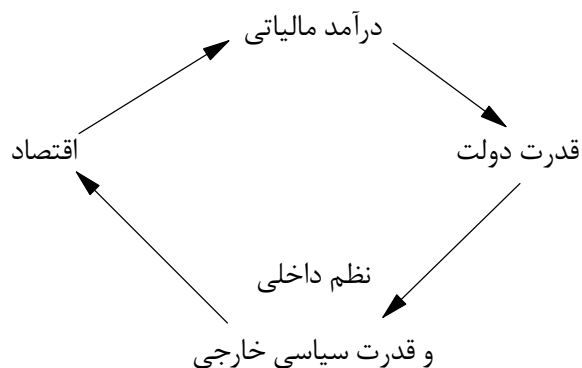 درآمد مالیاتی
قدرت دولت
اقتصاد
نظم داخلی
و قدرت سیاسی خارجی